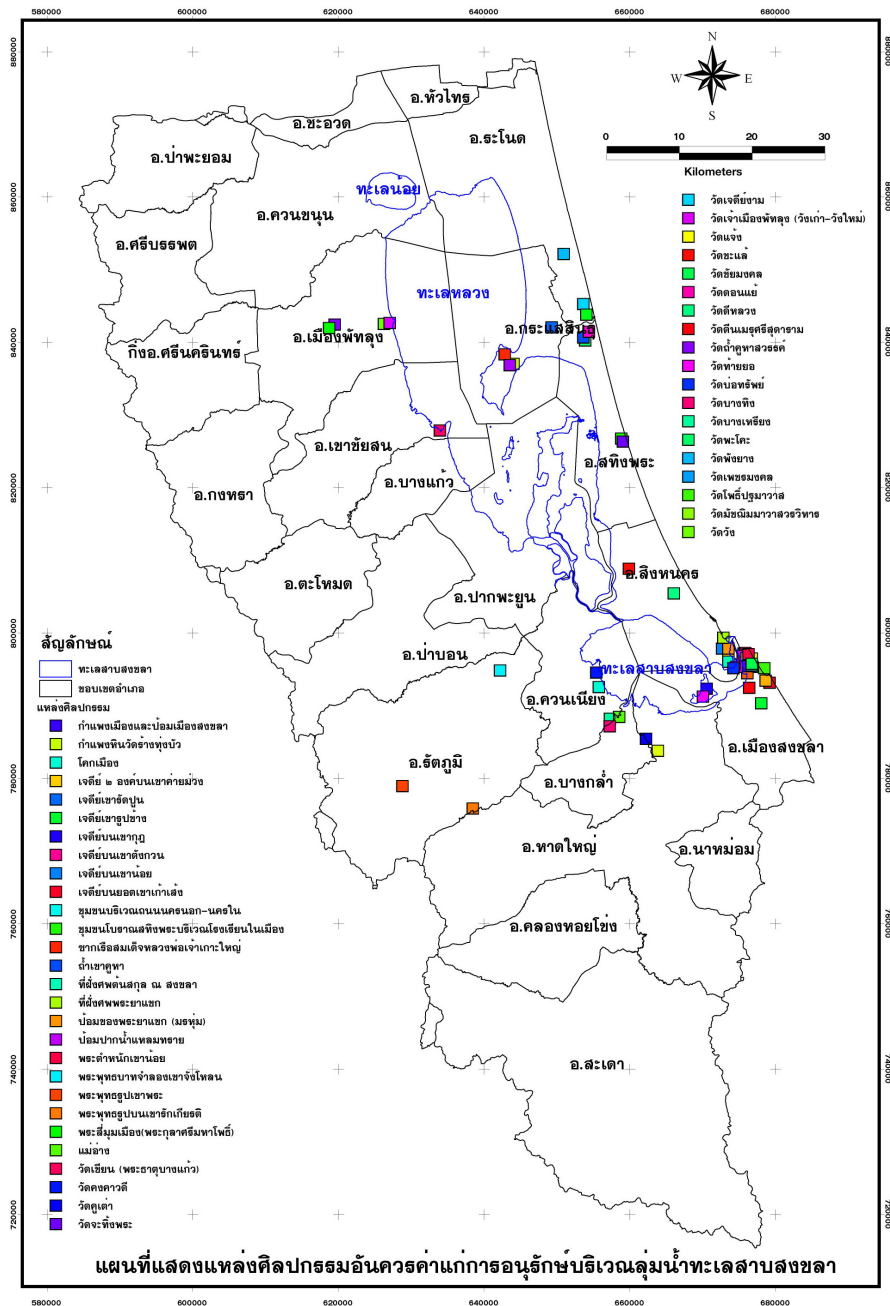 580000
600000
620000
640000
660000
680000
880000
880000
N
W
E
S
อ.หัวไทร
อ.ชะอวด
อ.ระโนด
อ.ป่าพะยอม
0
10
20
30
Kilometers
ทะเลน้อย
860000
860000
อ.ควนขนุน
อ.ศรีบรรพต
ทะเลหลวง
อ.กระแสสินธุ์
อ.เมืองพัทลุง
840000
840000
กิ่งอ.ศรีนครินทร์
อ.เขาชัยสน
อ.สทิงพระ
อ.บางแก้ว
อ.กงหรา
820000
820000
อ.ตะโหมด
อ.สิงหนคร
อ.ปากพะยูน
800000
800000
อ.ป่าบอน
ทะเลสาบสงขลา
อ.ควนเนียง
อ.เมืองสงขลา
อ.รัตภูมิ
อ.บางกล่ำ
780000
780000
อ.หาดใหญ่
อ.นาหม่อม
อ.คลองหอยโข่ง
760000
760000
อ.สะเดา
740000
740000
720000
720000
วัดเจดีย์งาม
วัดเจ้าเมืองพัทลุง (วังเก่า-วังใหม่)
วัดแจ้ง
วัดชะแล้
วัดชัยมงคล
วัดดอนแย้
วัดดีหลวง
วัดตีนเมรุศรีสุดาราม
วัดถ้ำคูหาสวรรค์
วัดท้ายยอ
วัดบ่อทรัพย์
วัดบางทิง
วัดบางเหรียง
วัดพะโคะ
วัดพังยาง
วัดเพชรมงคล
วัดโพธิ์ปฐมาวาส
วัดมัชฌิมมาวาสวรวิหาร
วัดวัง
สัญลักษณ์
ทะเลสาบสงขลา
ขอบเขตอำเภอ
แหล่งศิลปกรรม
กำแพงเมืองและป้อมเมืองสงขลา
กำแพงหินวัดร้างทุ่งบัว
โคกเมือง
เจดีย์ ๒ องค์บนเขาค่ายม่วง
เจดีย์เขารัดปูน
เจดีย์เขารูปช้าง
เจดีย์บนเขากุฎ
เจดีย์บนเขาตังกวน
เจดีย์บนเขาน้อย
เจดีย์บนยอดเขาเก้าเส้ง
ชุมชนบริเวณถนนนครนอก-นครใน
ชุมชนโบราณสทิงพระบริเวณโรงเรียนในเมือง
ซากเรือสมเด็จหลวงพ่อเจ้าเกาะใหญ่
ถ้ำเขาคูหา
ที่ฝังศพต้นสกุล ณ สงขลา
ที่ฝังศพพระยาแขก
ป้อมของพระยาแขก (มรหุ่ม)
ป้อมปากน้ำแหลมทราย
พระตำหนักเขาน้อย
พระพุทธบาทจำลองเขาจังโหลน
พระพุทธรูปเขาพระ
พระพุทธรูปบนเขารักเกียรติ
พระสี่มุมเมือง(พระกุลาศรีมหาโพธิ์)
แม่อ่าง
วัดเขียน (พระธาตุบางแก้ว)
วัดคงคาวดี
วัดคูเต่า
วัดจะทิ้งพระ
แผนที่แสดงแหล่งศิลปกรรมอันควรค่าแก่การอนุรักษ์บริเวณลุ่มน้ำทะเลสาบสงขลา
580000
600000
620000
640000
660000
680000